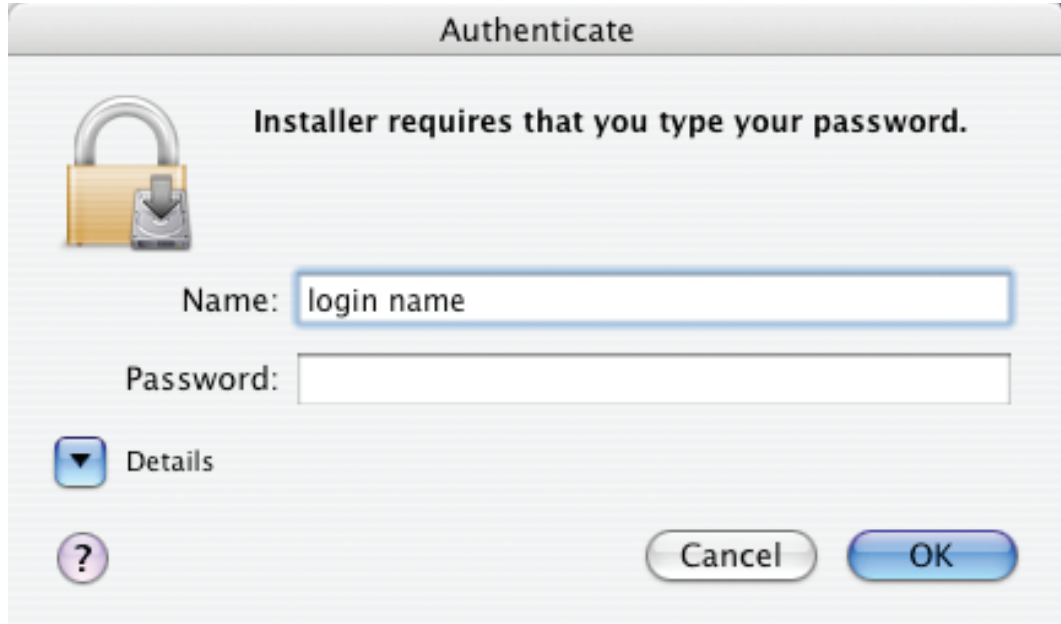 Authenticate
Installer requires that you type your password.
Name: login name
Password:
Details
?
Cancel OK